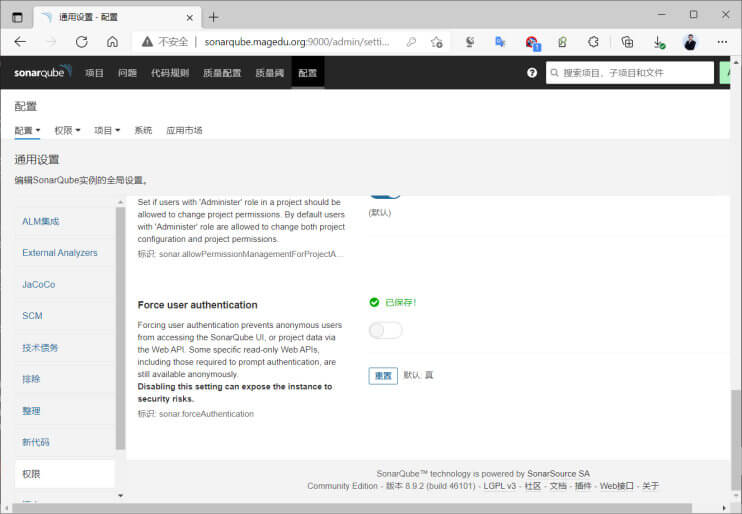 通用设置 - 配置
不安全 sonarqube.magedu.org:9000/admin/setti...
1
sonarqube 项目 问题 代码规则 质量配置 质量阈 配置 搜索项目、子项目和文件 A
配置
配置 权限 项目 系统 应用市场
通用设置
编辑SonarQube实例的全局设置。
ALM集成
External Analyzers
JaCoCo
SCM
技术债务
排除
整理
新代码
权限
Set if users with 'Administer' role in a project should be
allowed to change project permissions. By default users
with 'Administer' role are allowed to change both project
configuration and project permissions.
标识: sonar.allowPermissionManagementForProjectA...
(默认)
Force user authentication
Forcing user authentication prevents anonymous users
from accessing the SonarQube UI, or project data via
the Web API. Some specific read-only Web APIs,
including those required to prompt authentication, are
still available anonymously.
Disabling this setting can expose the instance to
security risks.
标识: sonar.forceAuthentication
已保存!
重置 默认: 真
SonarQube™ technology is powered by SonarSource SA
Community Edition - 版本 8.9.2 (build 46101) - LGPL v3 - 社区 - 文档 - 插件 - Web接口 - 关于